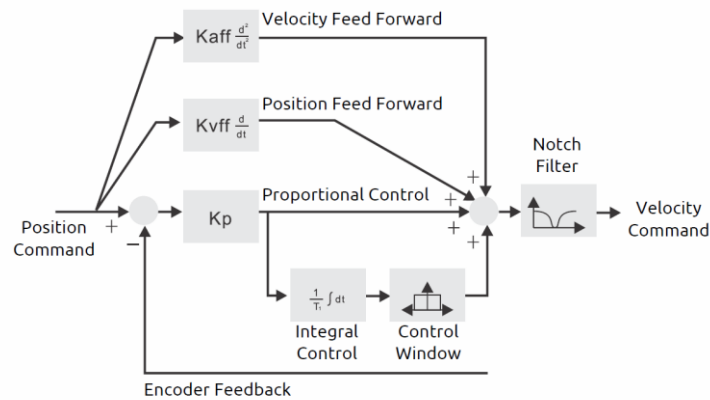 Velocity Feed Forward
Kaff d²/dt²
Position Feed Forward
Kvff d/dt
Notch
Filter
+
+
Proportional Control
Kp
Position
Command
+
−
+
+
Velocity
Command
1/T₁ ∫ dt
Integral
Control
Control
Window
Encoder Feedback